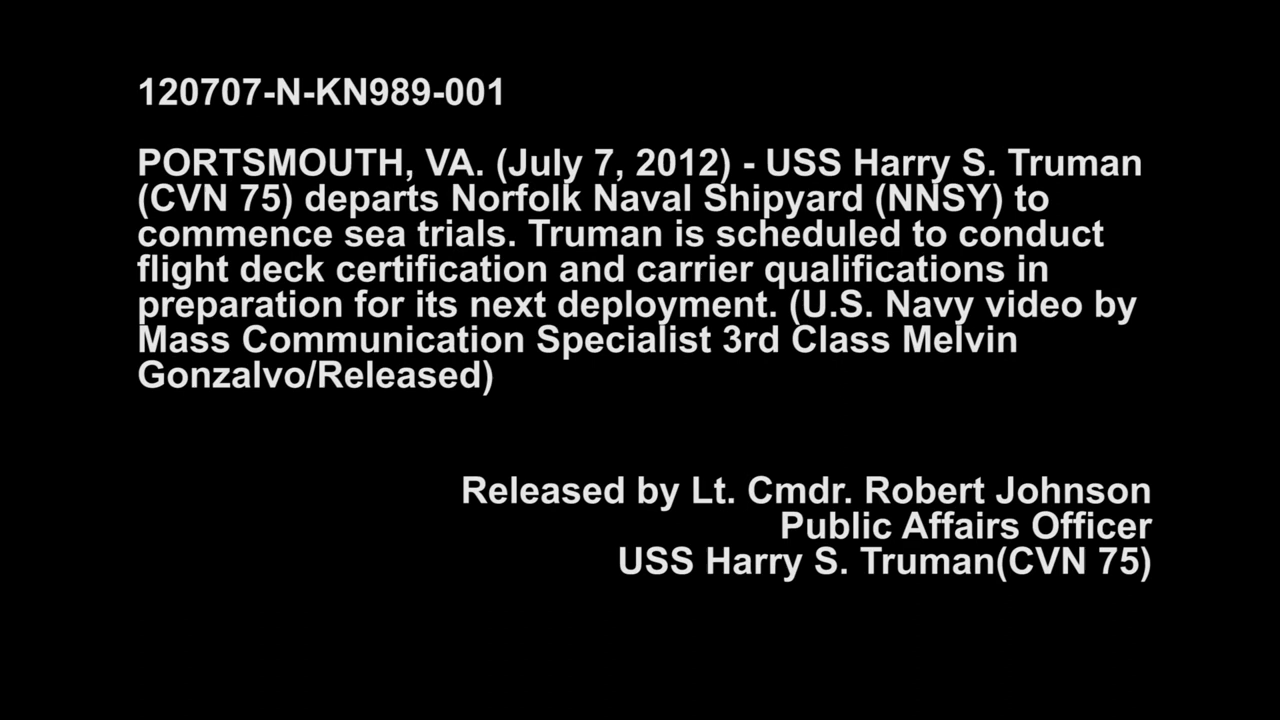 120707-N-KN989-001
PORTSMOUTH, VA. (July 7, 2012) - USS Harry S. Truman
(CVN 75) departs Norfolk Naval Shipyard (NNSY) to
commence sea trials. Truman is scheduled to conduct
flight deck certification and carrier qualifications in
preparation for its next deployment. (U.S. Navy video by
Mass Communication Specialist 3rd Class Melvin
Gonzalvo/Released)
Released by Lt. Cmdr. Robert Johnson
Public Affairs Officer
USS Harry S. Truman(CVN 75)